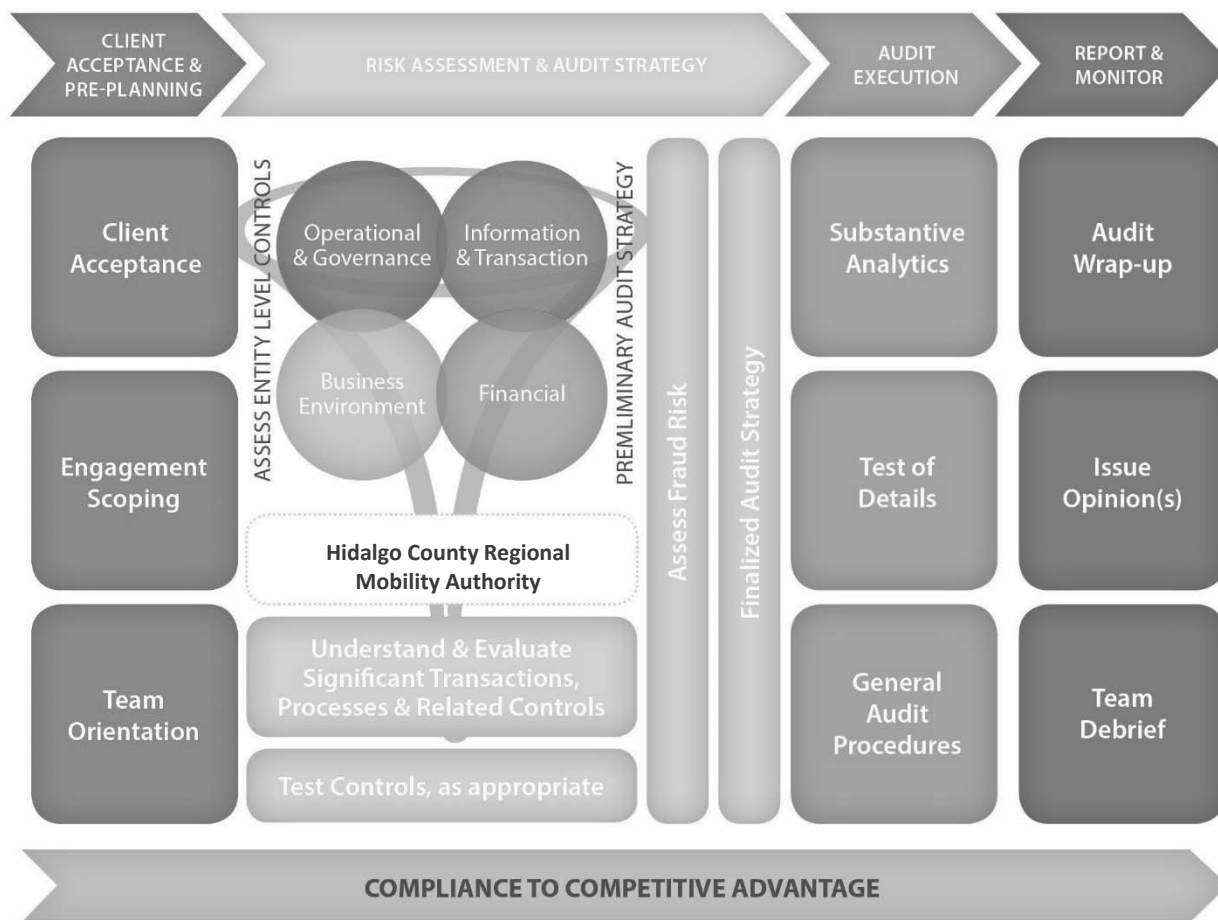 CLIENT
ACCEPTANCE &
PRE-PLANNING
RISK ASSESSMENT & AUDIT STRATEGY
AUDIT
EXECUTION
REPORT &
MONITOR
Client
Acceptance
Engagement
Scoping
Team
Orientation
ASSESS ENTITY LEVEL CONTROLS
Operational
& Governance
Information
& Transaction
Business
Environment
Financial
PREMLIMINARY AUDIT STRATEGY
Hidalgo County Regional
Mobility Authority
Understand & Evaluate
Significant Transactions,
Processes & Related Controls
Test Controls, as appropriate
Assess Fraud Risk
Finalized Audit Strategy
Substantive
Analytics
Test of
Details
General
Audit
Procedures
Audit
Wrap-up
Issue
Opinion(s)
Team
Debrief
COMPLIANCE TO COMPETITIVE ADVANTAGE